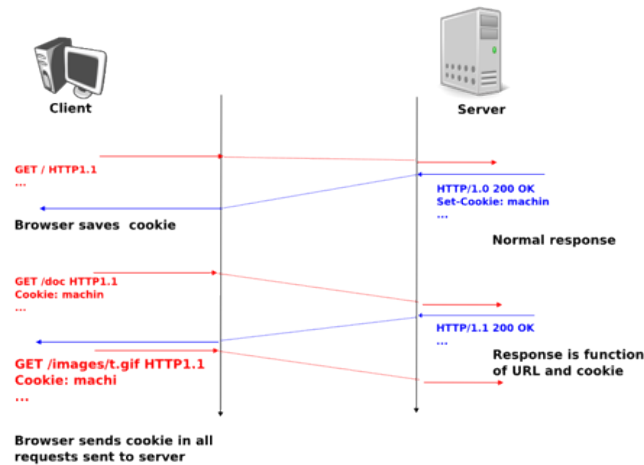 Client
Server
GET / HTTP1.1
...
HTTP/1.0 200 OK
Set-Cookie: machin
...
Browser saves cookie
Normal response
GET /doc HTTP1.1
Cookie: machin
...
HTTP/1.1 200 OK
...
GET /images/t.gif HTTP1.1
Cookie: machi
...
Response is function
of URL and cookie
Browser sends cookie in all
requests sent to server